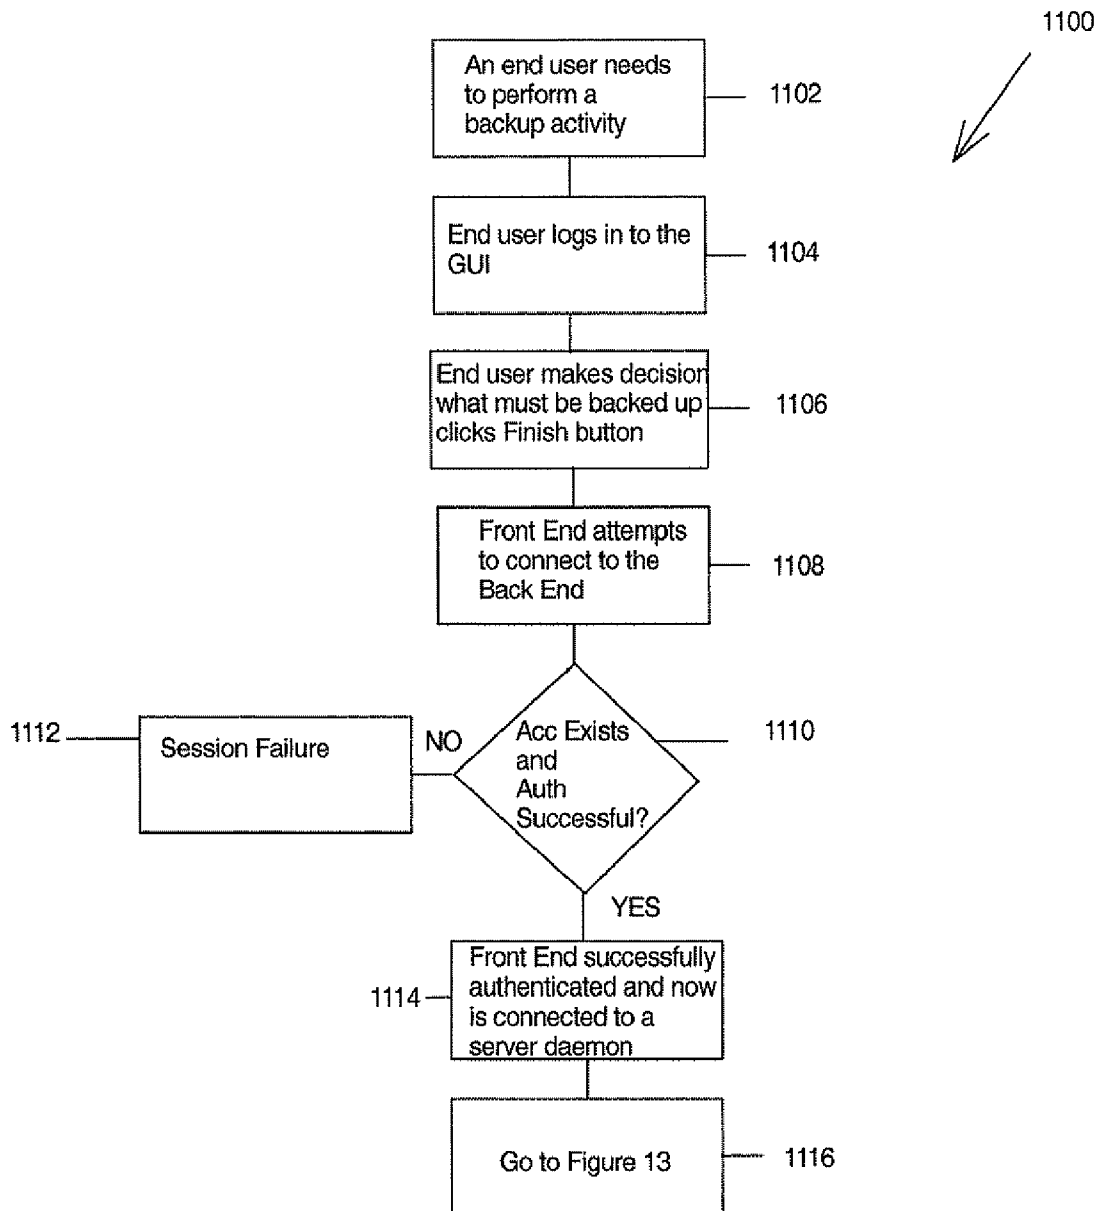 1100
An end user needs
to perform a
backup activity
1102
End user logs in to the
GUI
1104
End user makes decision
what must be backed up
clicks Finish button
1106
Front End attempts
to connect to the
Back End
1108
1112
Session Failure
NO
Acc Exists
and
Auth
Successful?
1110
YES
1114
Front End successfully
authenticated and now
is connected to a
server daemon
Go to Figure 13
1116